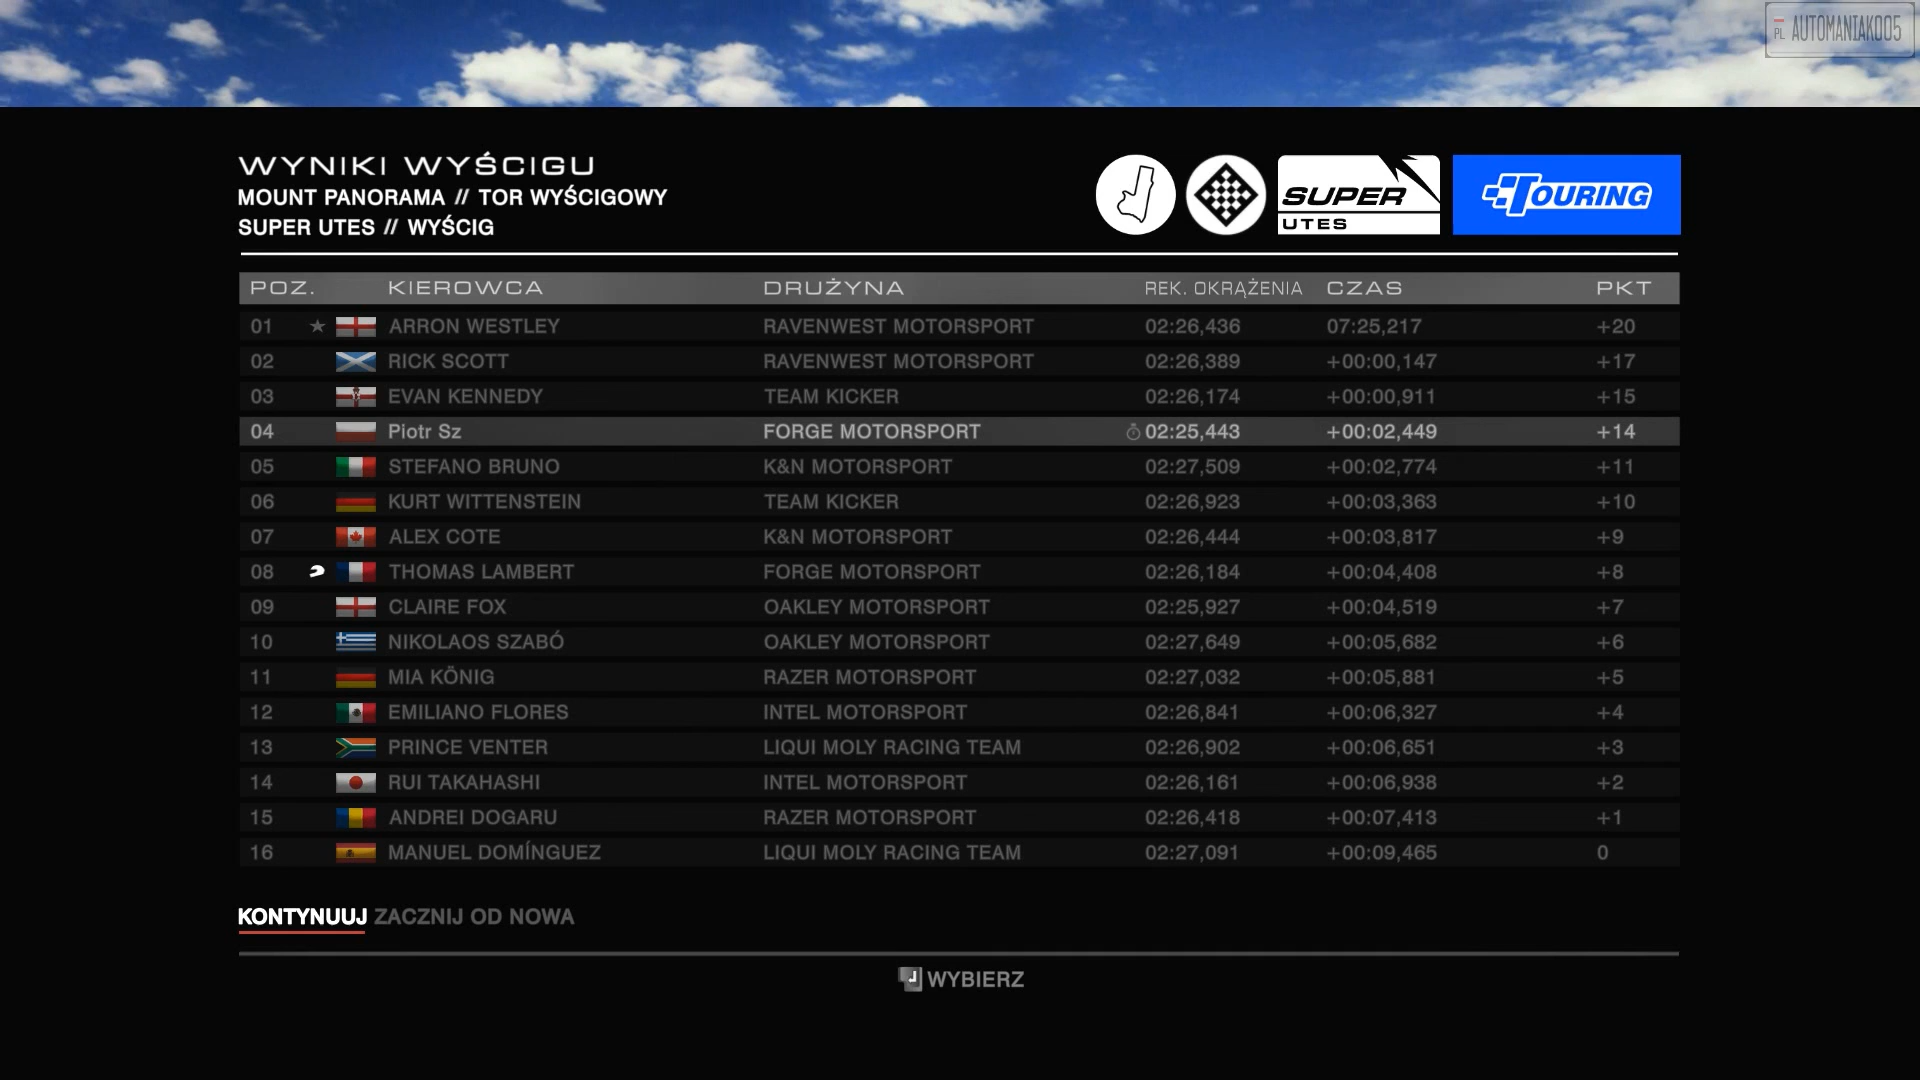 PL AUTOMANIAK005
WYNIKI WYŚCIGU
MOUNT PANORAMA // TOR WYŚCIGOWY
SUPER UTES // WYŚCIG
SUPER
UTES
TOURING
POZ. KIEROWCA DRUŻYNA REK. OKRĄŻENIA CZAS PKT
01 ARRON WESTLEY RAVENWEST MOTORSPORT 02:26,436 07:25,217 +20
02 RICK SCOTT RAVENWEST MOTORSPORT 02:26,389 +00:00,147 +17
03 EVAN KENNEDY TEAM KICKER 02:26,174 +00:00,911 +15
04 Piotr Sz FORGE MOTORSPORT 02:25,443 +00:02,449 +14
05 STEFANO BRUNO K&N MOTORSPORT 02:27,509 +00:02,774 +11
06 KURT WITTENSTEIN TEAM KICKER 02:26,923 +00:03,363 +10
07 ALEX COTE K&N MOTORSPORT 02:26,444 +00:03,817 +9
08 THOMAS LAMBERT FORGE MOTORSPORT 02:26,184 +00:04,408 +8
09 CLAIRE FOX OAKLEY MOTORSPORT 02:25,927 +00:04,519 +7
10 NIKOLAOS SZABÓ OAKLEY MOTORSPORT 02:27,649 +00:05,682 +6
11 MIA KÖNIG RAZER MOTORSPORT 02:27,032 +00:05,881 +5
12 EMILIANO FLORES INTEL MOTORSPORT 02:26,841 +00:06,327 +4
13 PRINCE VENTER LIQUI MOLY RACING TEAM 02:26,902 +00:06,651 +3
14 RUI TAKAHASHI INTEL MOTORSPORT 02:26,161 +00:06,938 +2
15 ANDREI DOGARU RAZER MOTORSPORT 02:26,418 +00:07,413 +1
16 MANUEL DOMÍNGUEZ LIQUI MOLY RACING TEAM 02:27,091 +00:09,465 0
KONTYNUUJ ZACZNIJ OD NOWA
WYBIERZ